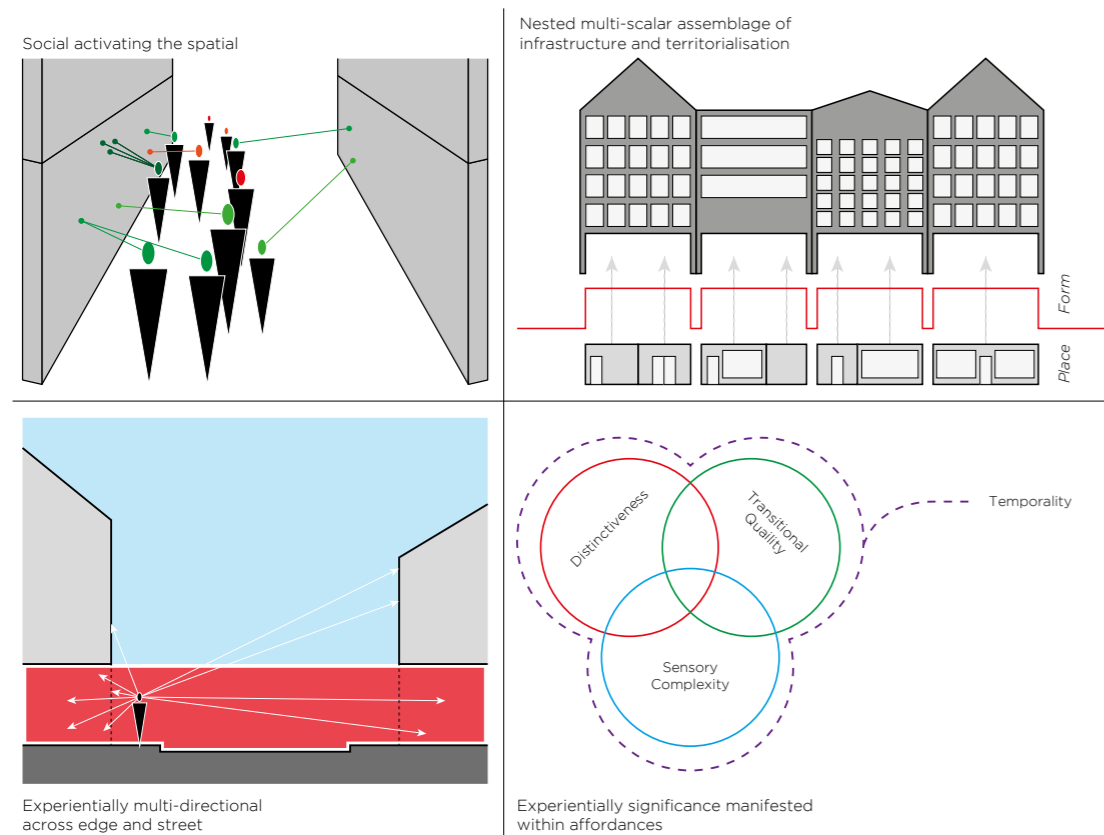 Social activating the spatial
Nested multi-scalar assemblage of
infrastructure and territorialisation
Form
Place
Experientially multi-directional
across edge and street
Distinctiveness
Transitional
Quaility
Sensory
Complexity
Temporality
Experientially significance manifested
within affordances